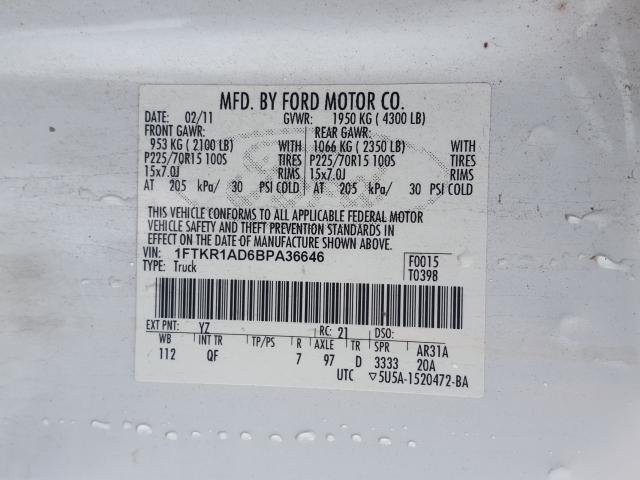 MFD. BY FORD MOTOR CO.
DATE: 02/11 GVWR: 1950 KG ( 4300 LB)
FRONT GAWR: REAR GAWR:
953 KG ( 2100 LB) WITH 1066 KG ( 2350 LB) WITH
P225/70R15 100S TIRES P225/70R15 100S TIRES
15x7.0J RIMS 15x7.0J RIMS
AT 205 kPa/ 30 PSI COLD AT 205 kPa/ 30 PSI COLD
THIS VEHICLE CONFORMS TO ALL APPLICABLE FEDERAL MOTOR
VEHICLE SAFETY AND THEFT PREVENTION STANDARDS IN
EFFECT ON THE DATE OF MANUFACTURE SHOWN ABOVE.
VIN: 1FTKR1AD6BPA36646 F0015
TYPE: Truck T0398
EXT PNT: YZ RC: 21 DSO:
WB INT TR TP/PS R AXLE TR SPR AR31A
112 QF 7 97 D 3333 20A
UTC ▽5U5A-1520472-BA